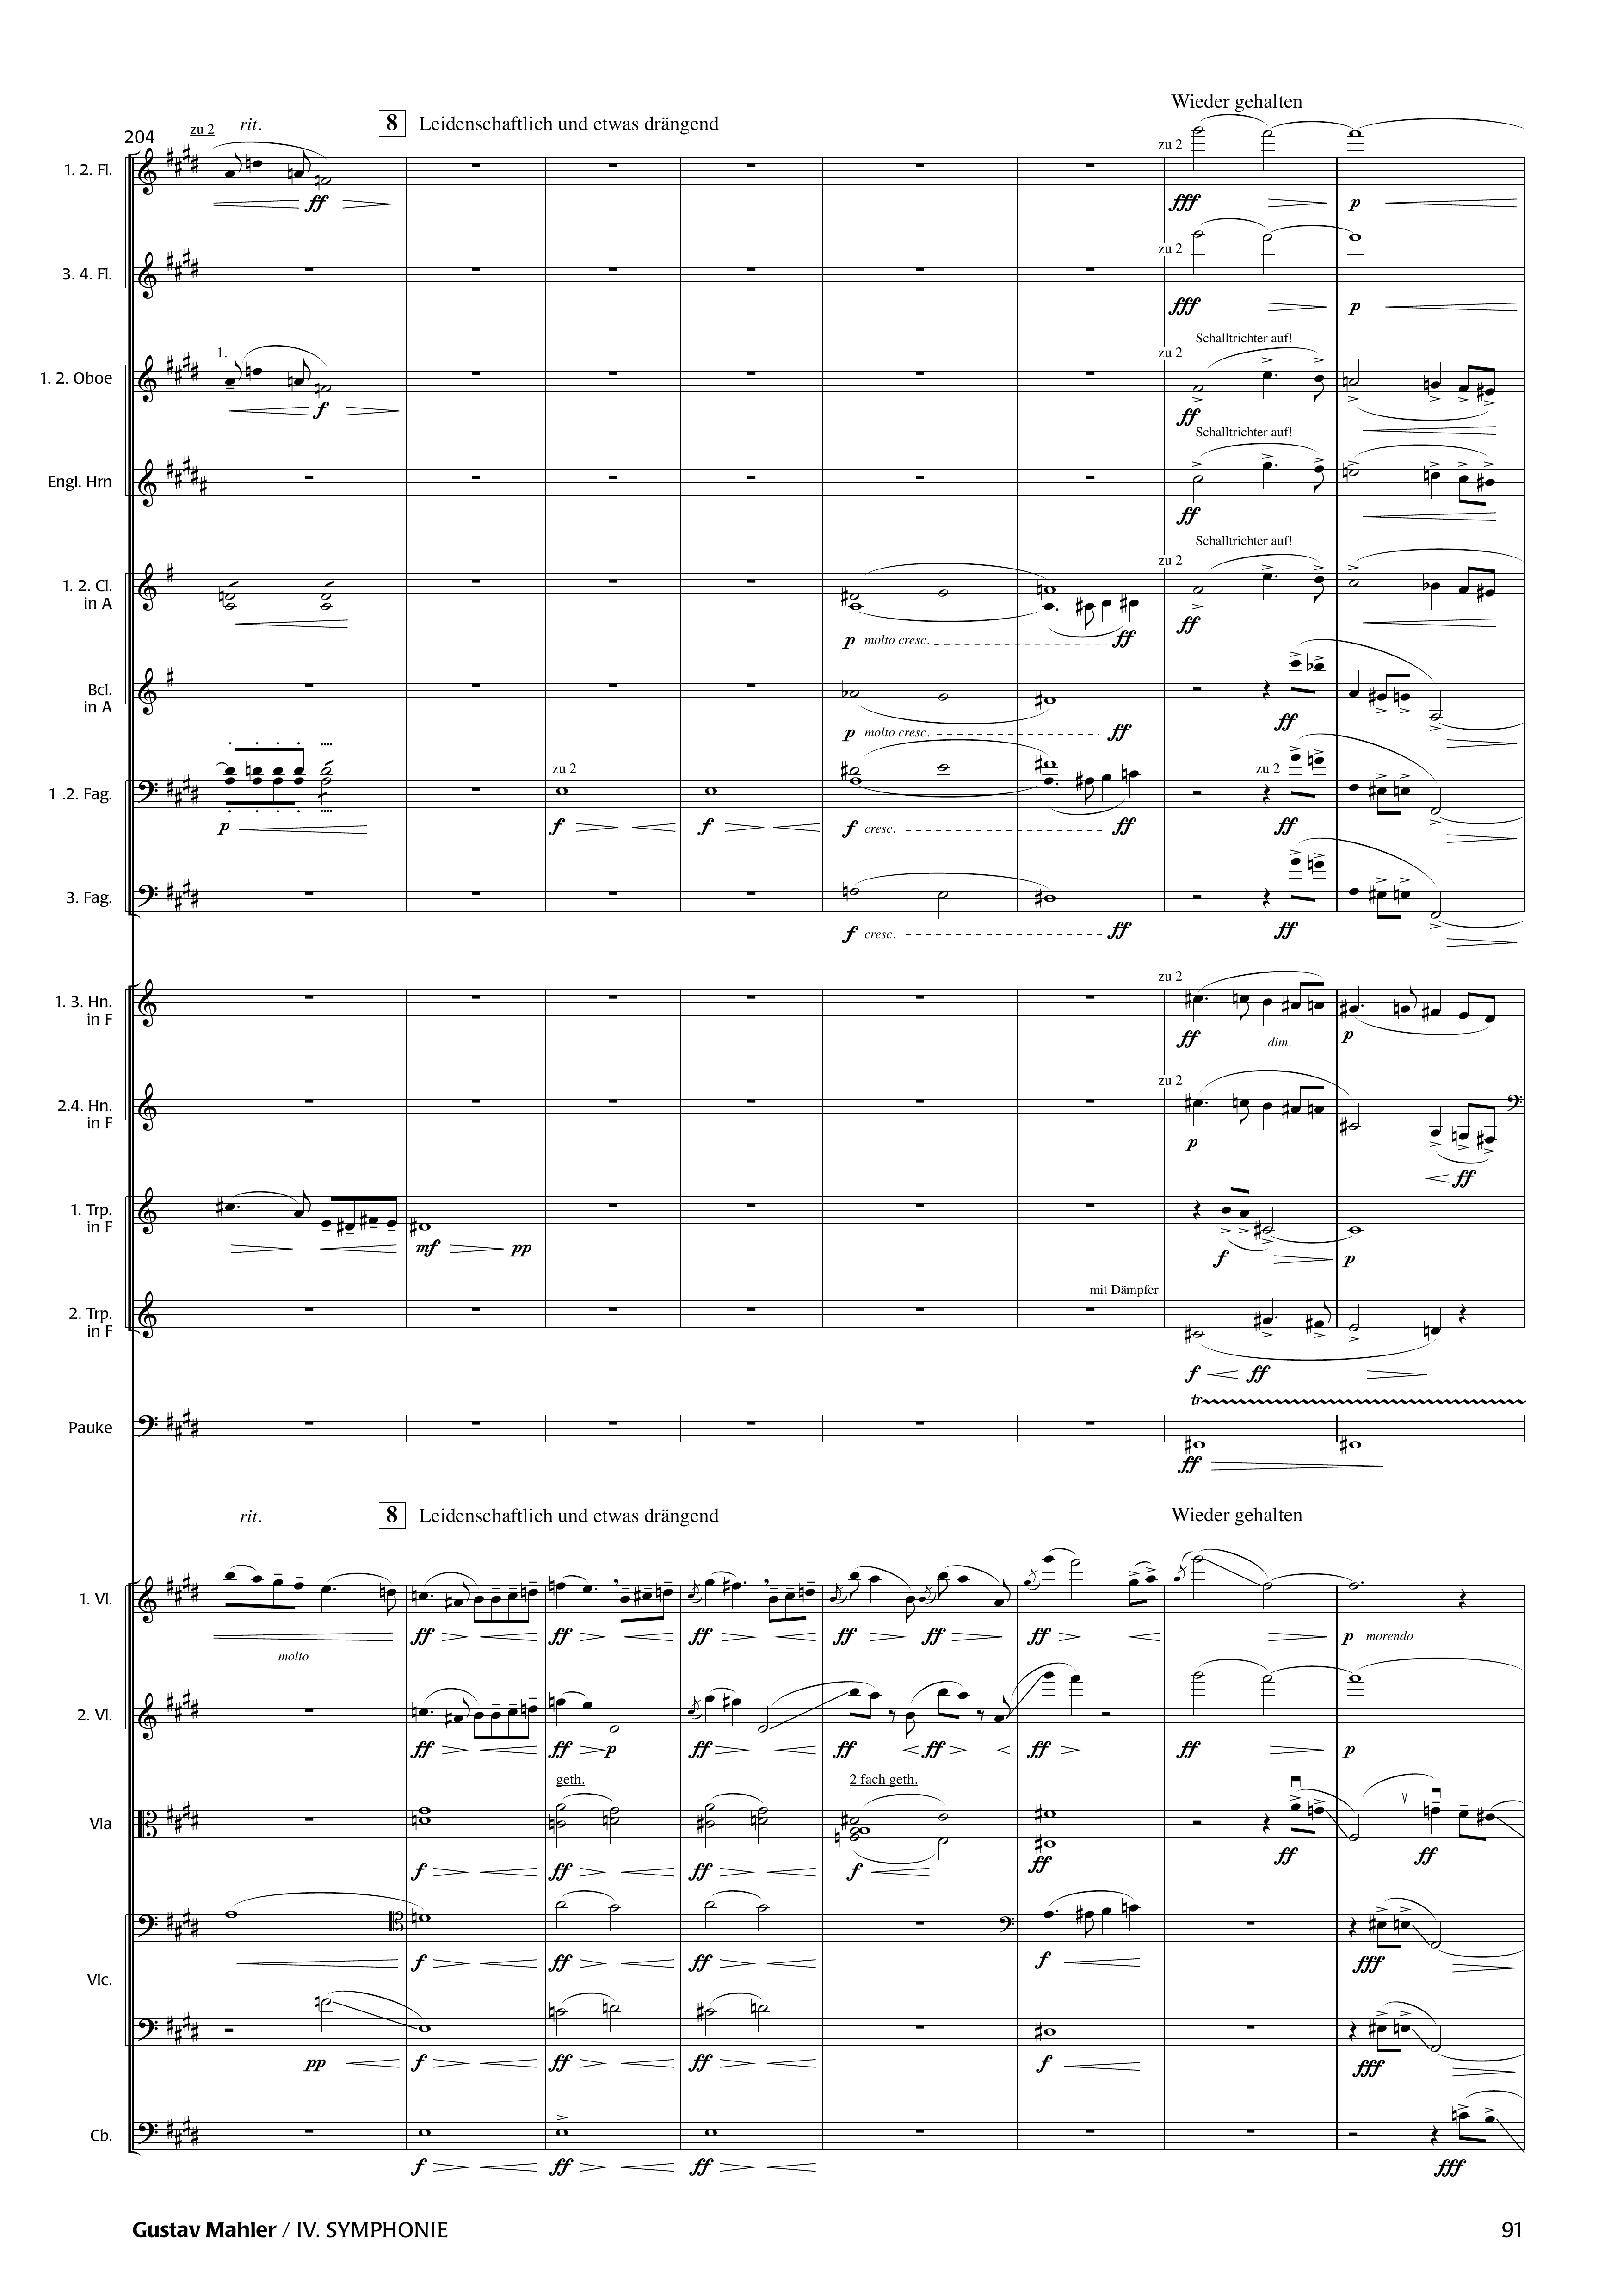 Wieder gehalten
204 zu 2 rit. 8 Leidenschaftlich und etwas drängend
zu 2
1. 2. Fl.
ff fff p
zu 2
3. 4. Fl.
fff p
Schalltrichter auf!
1. zu 2
1. 2. Oboe
f ff
Schalltrichter auf!
Engl. Hrn
ff
Schalltrichter auf!
zu 2
1. 2. Cl.
in A
p molto cresc. ff ff
Bcl.
in A
p molto cresc. ff ff
zu 2 zu 2
1 .2. Fag.
p f f f cresc. ff ff
3. Fag.
f cresc. ff ff
zu 2
1. 3. Hn.
in F
ff dim. p
zu 2
2.4. Hn.
in F
p ff
1. Trp.
in F
mf pp f p
mit Dämpfer
2. Trp.
in F
f ff
tr
Pauke
ff
rit. 8 Leidenschaftlich und etwas drängend Wieder gehalten
1. Vl.
molto ff ff ff ff ff ff p morendo
2. Vl.
ff ff p ff ff ff ff ff p
geth. 2 fach geth.
Vla
f ff ff f ff ff ff
f ff ff f fff
Vlc.
pp f ff ff f fff
Cb.
f ff ff fff
Gustav Mahler / IV. SYMPHONIE 91